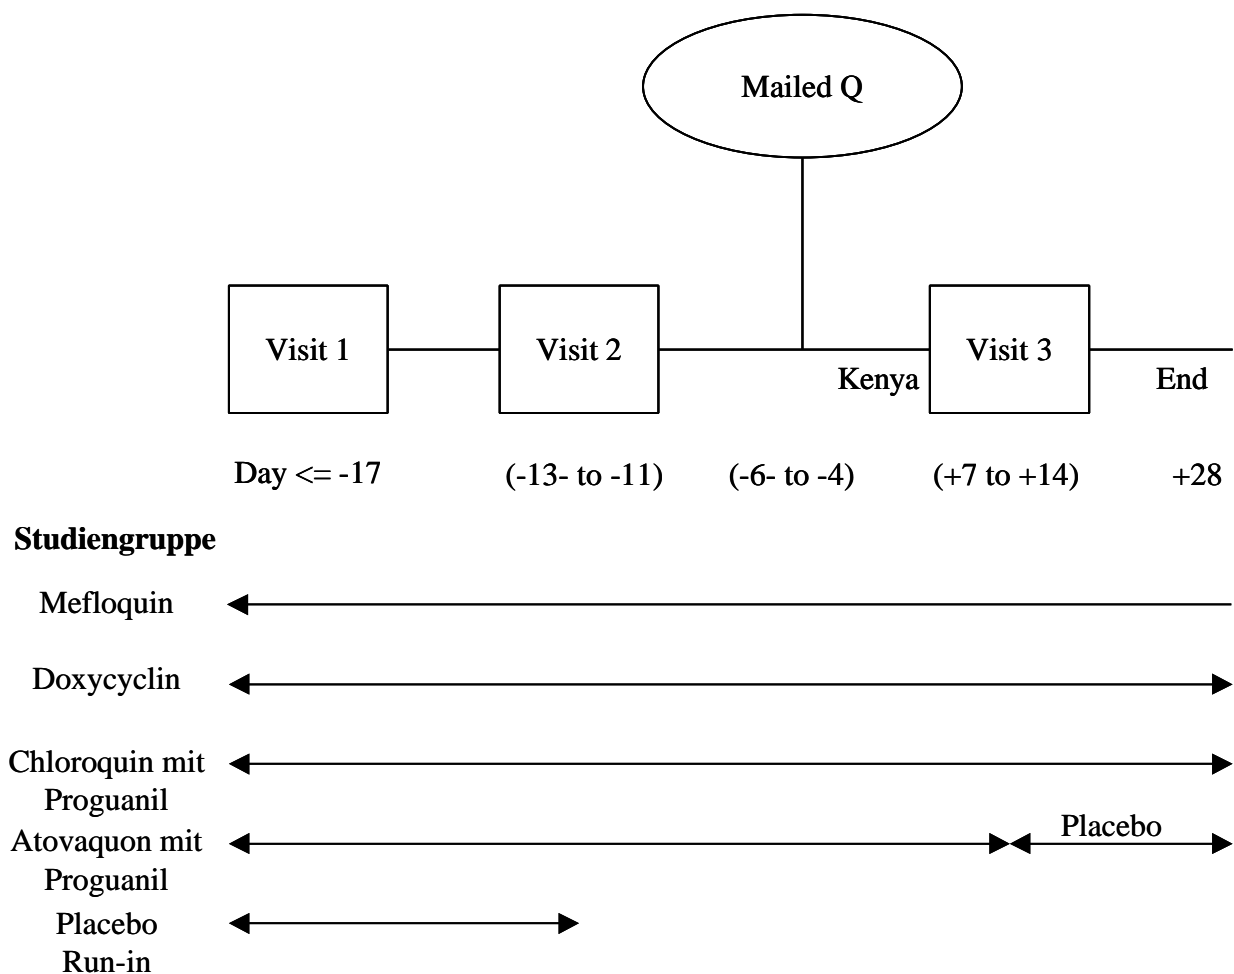 Mailed Q
Visit 1
Visit 2
Visit 3
Kenya
End
Day <= -17
(-13- to -11)
(-6- to -4)
(+7 to +14)
+28
Studiengruppe
Mefloquin
Doxycyclin
Chloroquin mit
Proguanil
Atovaquon mit
Proguanil
Placebo
Placebo
Run-in